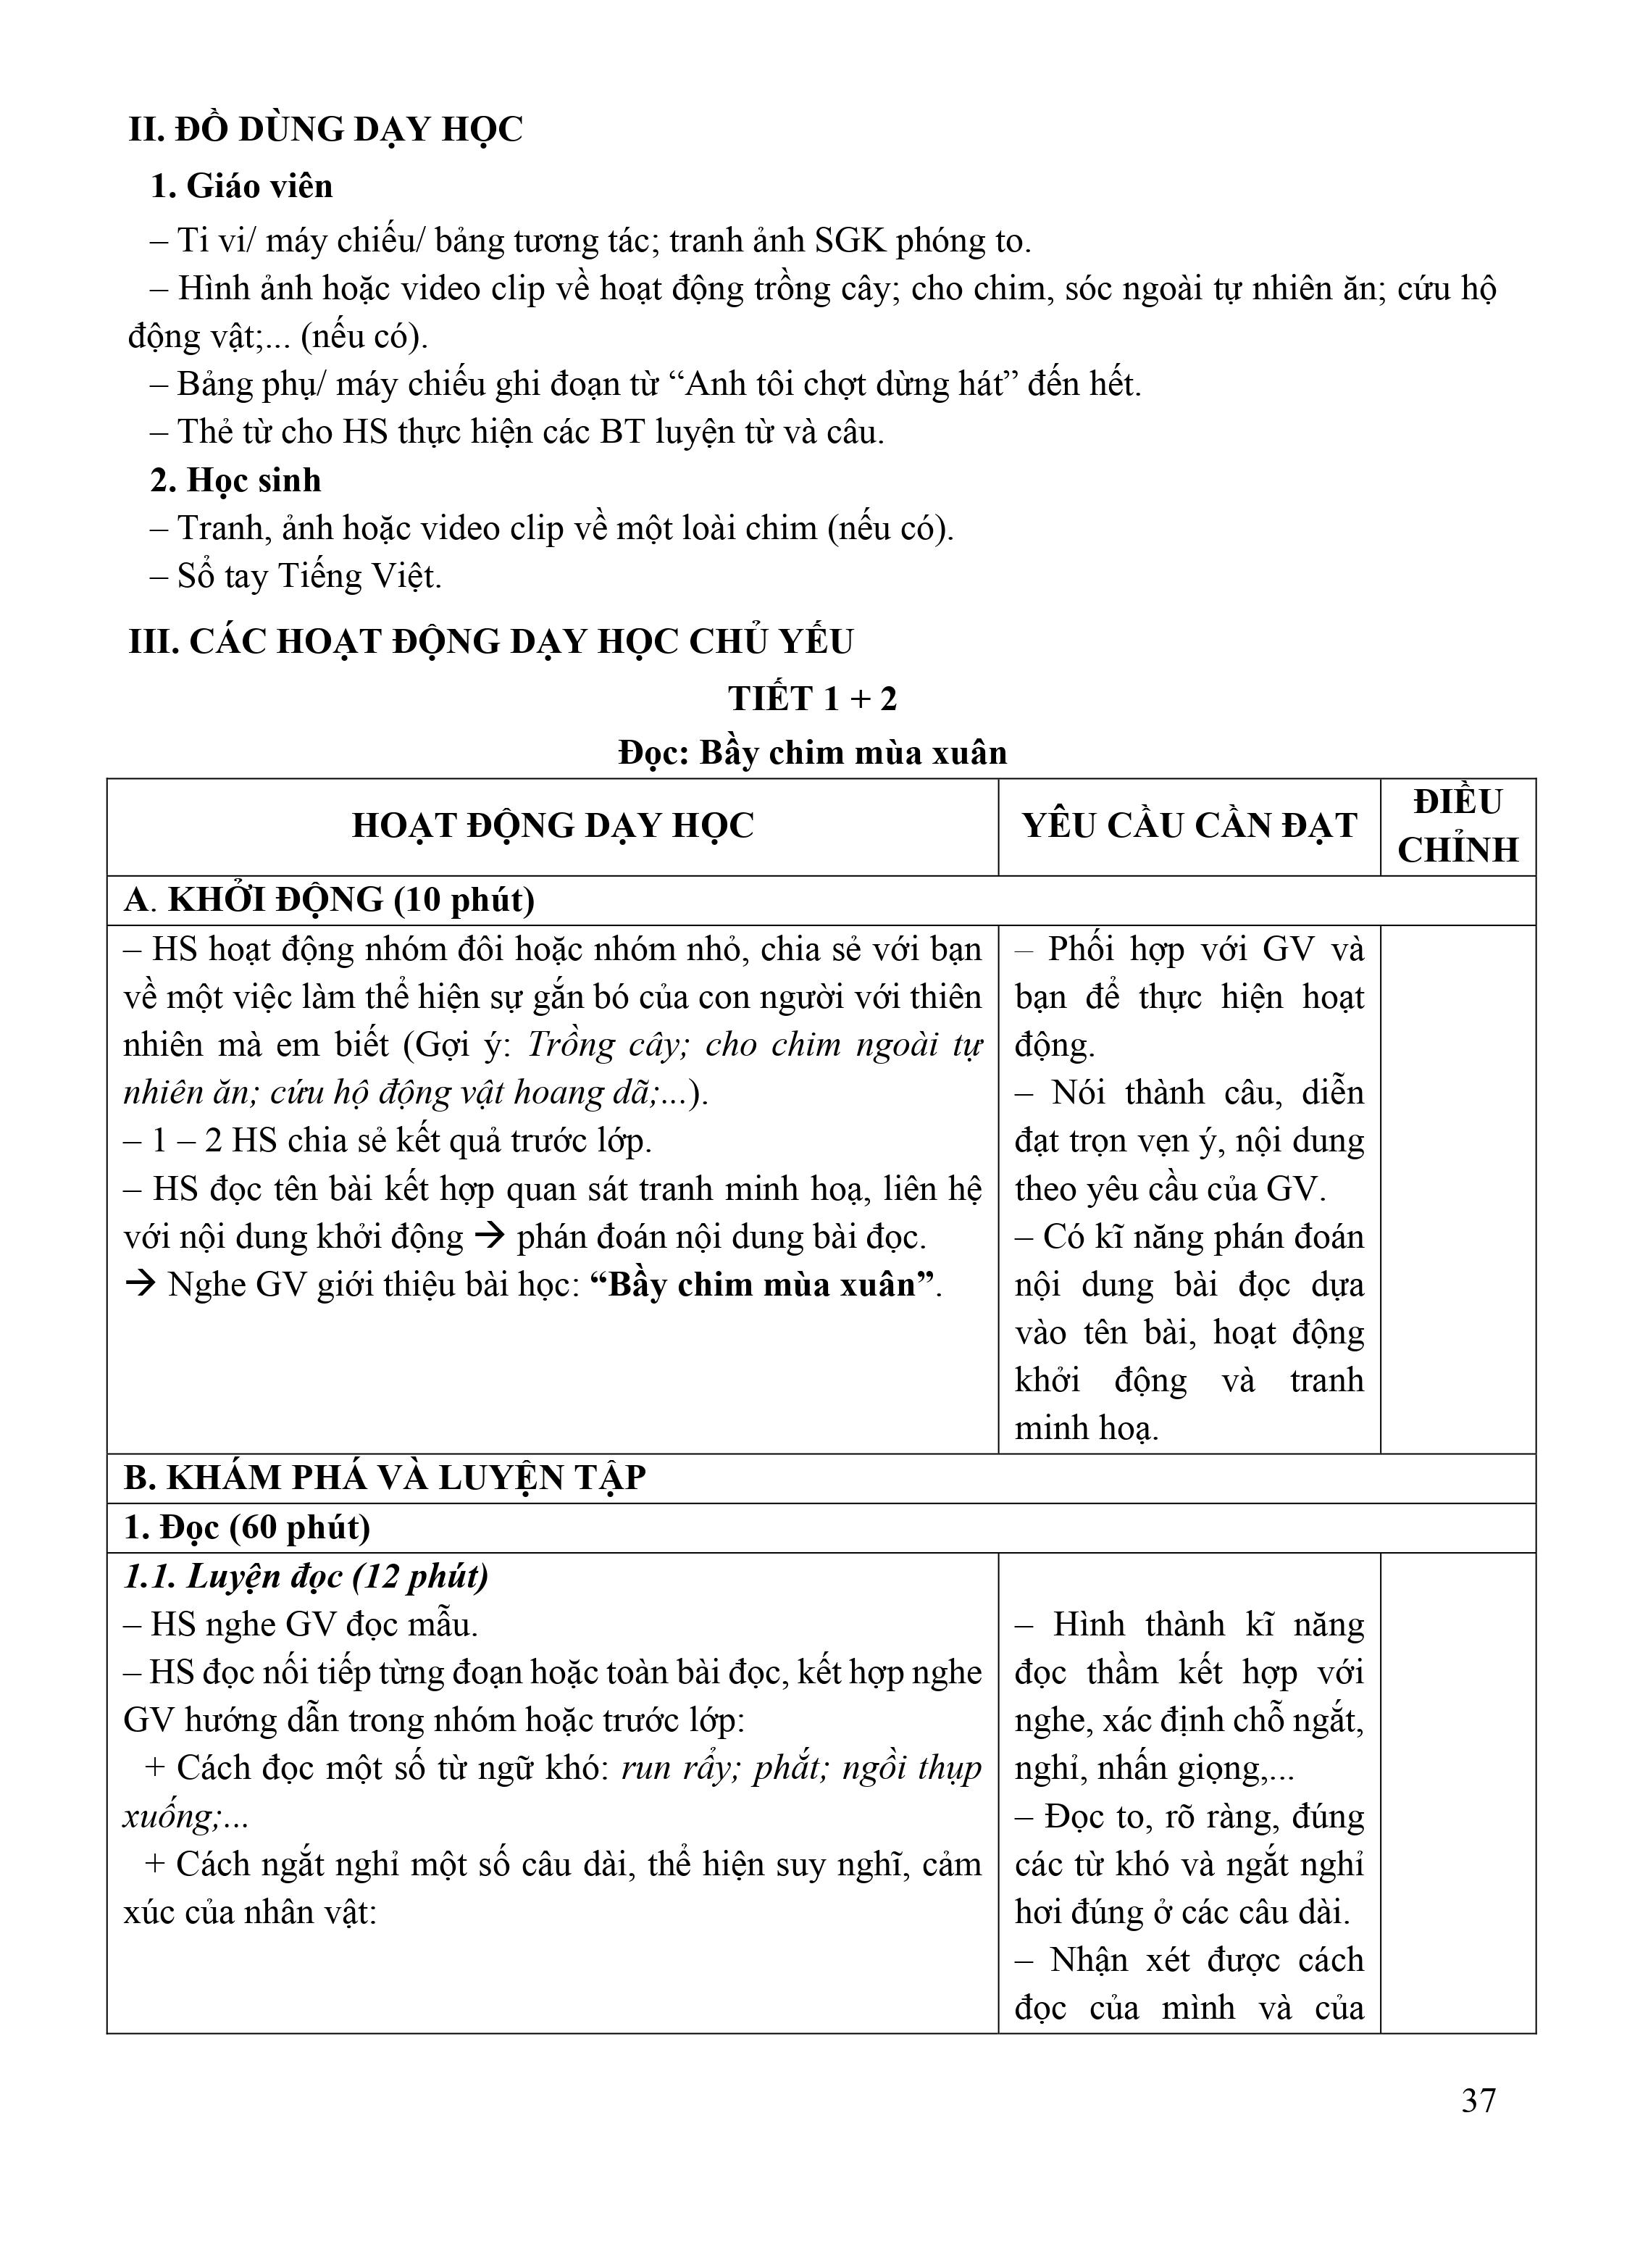 II. ĐỒ DÙNG DẠY HỌC
1. Giáo viên
– Ti vi/ máy chiếu/ bảng tương tác; tranh ảnh SGK phóng to.
– Hình ảnh hoặc video clip về hoạt động trồng cây; cho chim, sóc ngoài tự nhiên ăn; cứu hộ
động vật;... (nếu có).
– Bảng phụ/ máy chiếu ghi đoạn từ “Anh tôi chợt dừng hát” đến hết.
– Thẻ từ cho HS thực hiện các BT luyện từ và câu.
2. Học sinh
– Tranh, ảnh hoặc video clip về một loài chim (nếu có).
– Sổ tay Tiếng Việt.
III. CÁC HOẠT ĐỘNG DẠY HỌC CHỦ YẾU
TIẾT 1 + 2
Đọc: Bầy chim mùa xuân
HOẠT ĐỘNG DẠY HỌC
YÊU CẦU CẦN ĐẠT
ĐIỀU
CHỈNH
A. KHỞI ĐỘNG (10 phút)
– HS hoạt động nhóm đôi hoặc nhóm nhỏ, chia sẻ với bạn
về một việc làm thể hiện sự gắn bó của con người với thiên
nhiên mà em biết (Gợi ý: Trồng cây; cho chim ngoài tự
nhiên ăn; cứu hộ động vật hoang dã;...).
– 1 – 2 HS chia sẻ kết quả trước lớp.
– HS đọc tên bài kết hợp quan sát tranh minh hoạ, liên hệ
với nội dung khởi động → phán đoán nội dung bài đọc.
→ Nghe GV giới thiệu bài học: “Bầy chim mùa xuân”.
– Phối hợp với GV và
bạn để thực hiện hoạt
động.
– Nói thành câu, diễn
đạt trọn vẹn ý, nội dung
theo yêu cầu của GV.
– Có kĩ năng phán đoán
nội dung bài đọc dựa
vào tên bài, hoạt động
khởi động và tranh
minh hoạ.
B. KHÁM PHÁ VÀ LUYỆN TẬP
1. Đọc (60 phút)
1.1. Luyện đọc (12 phút)
– HS nghe GV đọc mẫu.
– HS đọc nối tiếp từng đoạn hoặc toàn bài đọc, kết hợp nghe
GV hướng dẫn trong nhóm hoặc trước lớp:
+ Cách đọc một số từ ngữ khó: run rẩy; phắt; ngồi thụp
xuống;...
+ Cách ngắt nghỉ một số câu dài, thể hiện suy nghĩ, cảm
xúc của nhân vật:
– Hình thành kĩ năng
đọc thầm kết hợp với
nghe, xác định chỗ ngắt,
nghỉ, nhấn giọng,...
– Đọc to, rõ ràng, đúng
các từ khó và ngắt nghỉ
hơi đúng ở các câu dài.
– Nhận xét được cách
đọc của mình và của
37